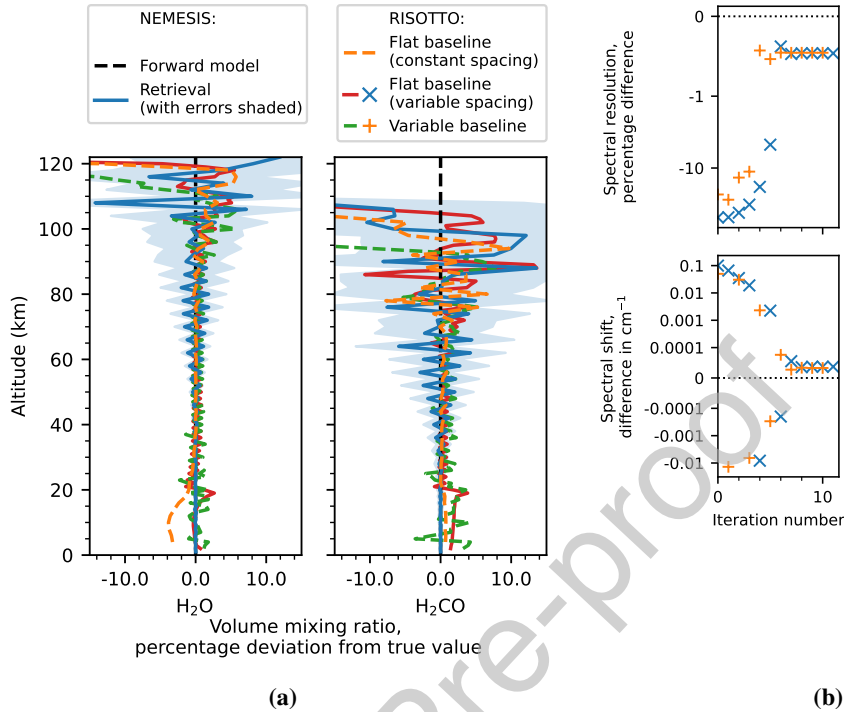 NEMESIS:
Forward model
Retrieval
(with errors shaded)
RISOTTO:
Flat baseline
(constant spacing)
Flat baseline
(variable spacing)
Variable baseline
Altitude (km)
120
100
80
60
40
20
0
-10.0 0.0 10.0
H₂O
-10.0 0.0 10.0
H₂CO
Volume mixing ratio,
percentage deviation from true value
(a)
Spectral resolution,
percentage difference
-0
-1
-10
Spectral shift,
difference in cm⁻¹
0.1
0.01
0.001
0.0001
0
-0.0001
-0.001
-0.01
0 10
Iteration number
(b)
Pre-proof